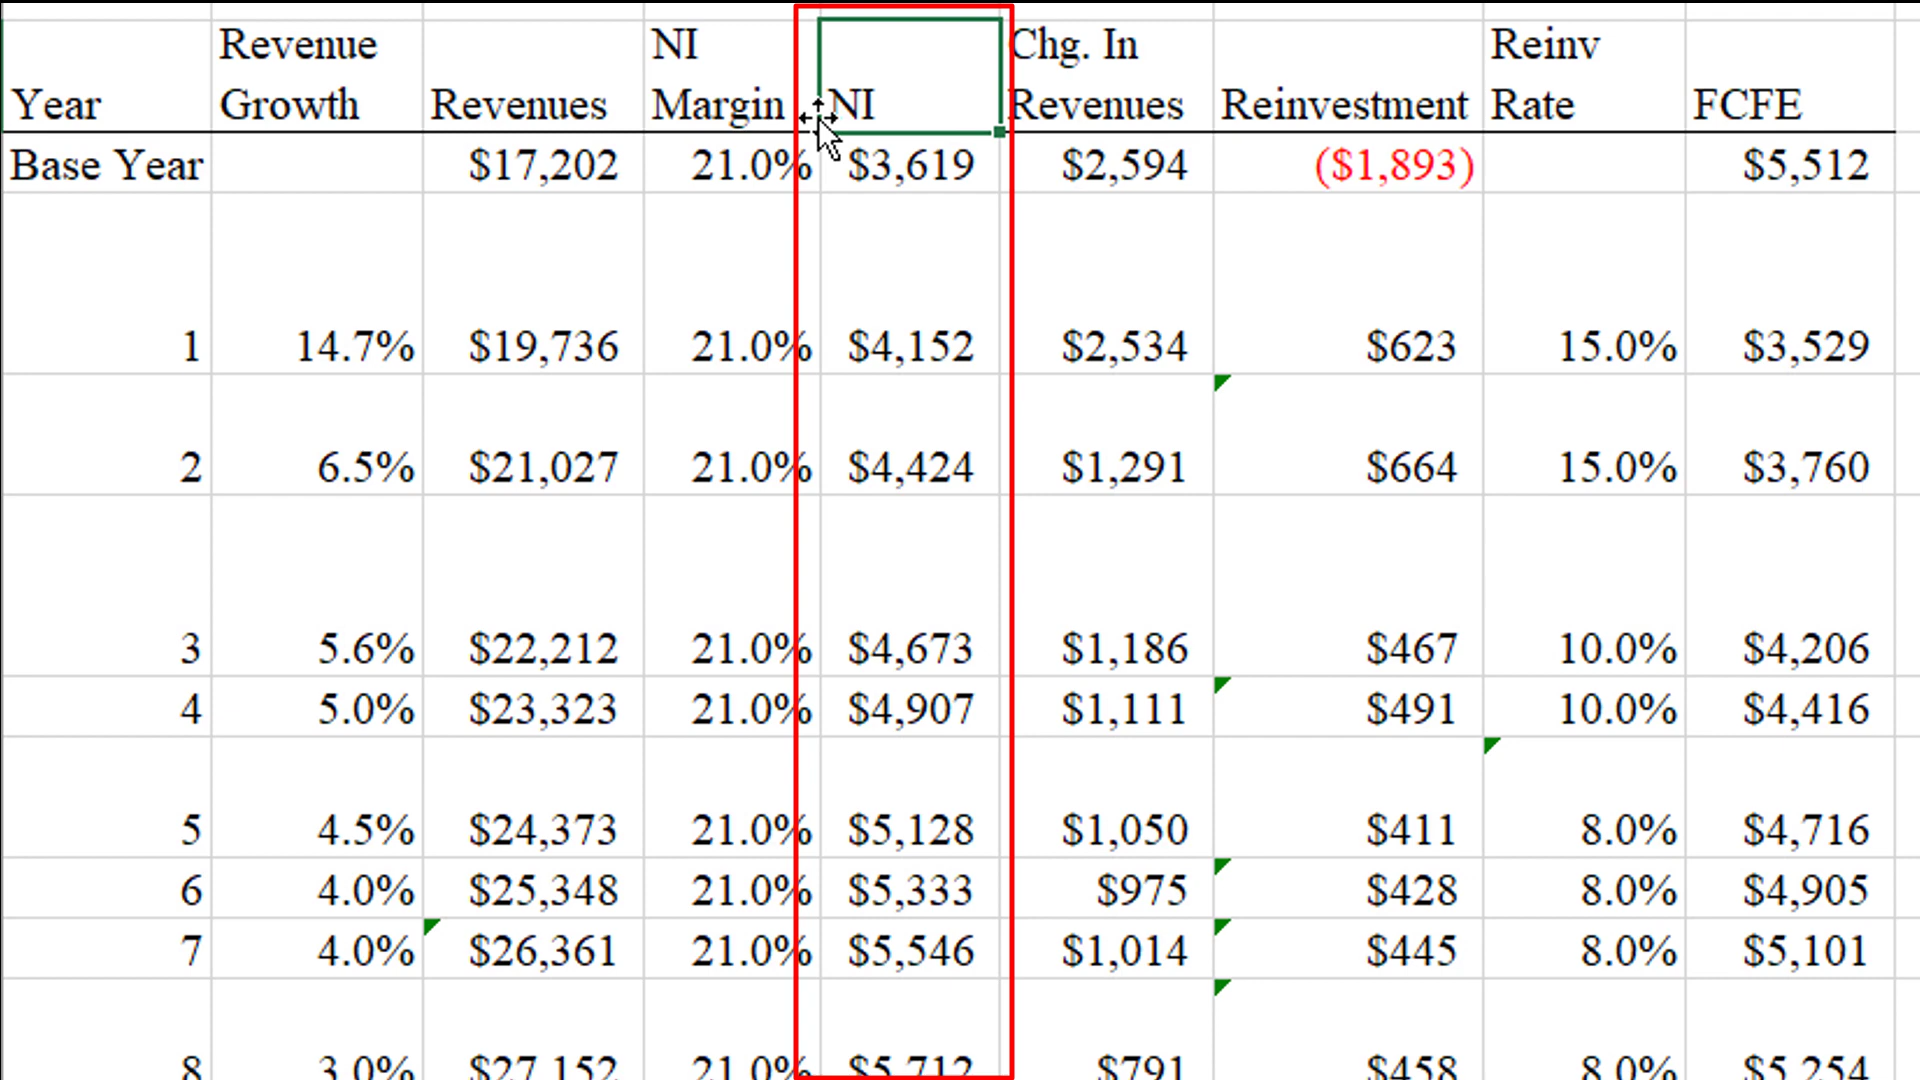 Year Revenue Growth Revenues NI Margin NI Chg. In Revenues Reinvestment Reinv Rate FCFE
Base Year $17,202 21.0% $3,619 $2,594 ($1,893) $5,512
1 14.7% $19,736 21.0% $4,152 $2,534 $623 15.0% $3,529
2 6.5% $21,027 21.0% $4,424 $1,291 $664 15.0% $3,760
3 5.6% $22,212 21.0% $4,673 $1,186 $467 10.0% $4,206
4 5.0% $23,323 21.0% $4,907 $1,111 $491 10.0% $4,416
5 4.5% $24,373 21.0% $5,128 $1,050 $411 8.0% $4,716
6 4.0% $25,348 21.0% $5,333 $975 $428 8.0% $4,905
7 4.0% $26,361 21.0% $5,546 $1,014 $445 8.0% $5,101
8 3.0% $27,152 21.0% $5,712 $791 $458 8.0% $5,254